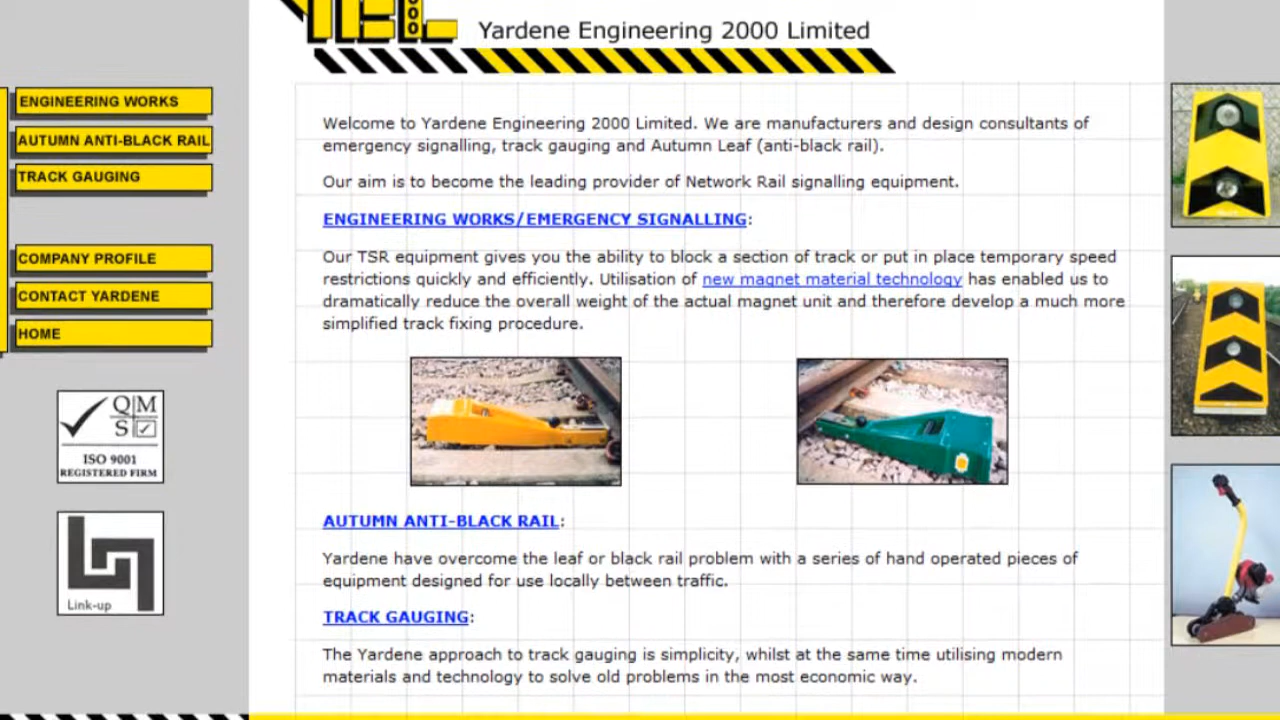 Yardene Engineering 2000 Limited
ENGINEERING WORKS
AUTUMN ANTI-BLACK RAIL
TRACK GAUGING
COMPANY PROFILE
CONTACT YARDENE
HOME
QM
S
ISO 9001
REGISTERED FIRM
Link-up
Welcome to Yardene Engineering 2000 Limited. We are manufacturers and design consultants of
emergency signalling, track gauging and Autumn Leaf (anti-black rail).
Our aim is to become the leading provider of Network Rail signalling equipment.
ENGINEERING WORKS/EMERGENCY SIGNALLING:
Our TSR equipment gives you the ability to block a section of track or put in place temporary speed
restrictions quickly and efficiently. Utilisation of new magnet material technology has enabled us to
dramatically reduce the overall weight of the actual magnet unit and therefore develop a much more
simplified track fixing procedure.
AUTUMN ANTI-BLACK RAIL:
Yardene have overcome the leaf or black rail problem with a series of hand operated pieces of
equipment designed for use locally between traffic.
TRACK GAUGING:
The Yardene approach to track gauging is simplicity, whilst at the same time utilising modern
materials and technology to solve old problems in the most economic way.